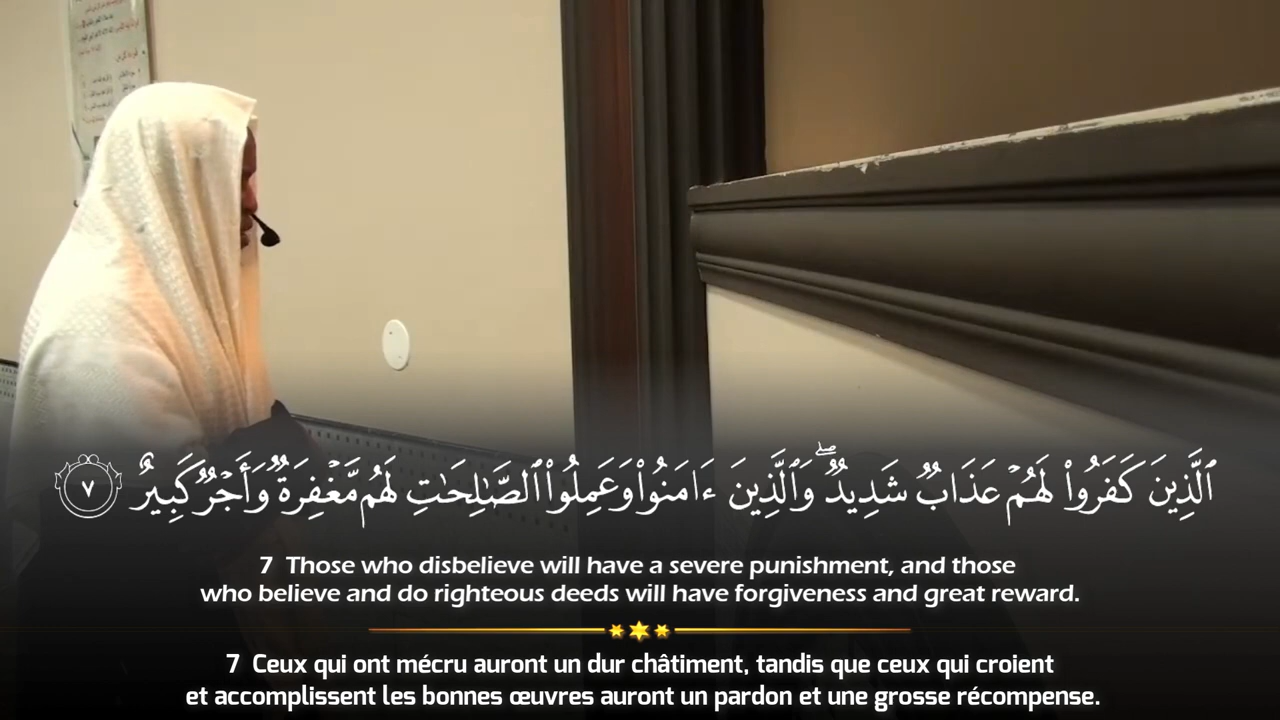 ٱلَّذِينَ كَفَرُوا۟ لَهُمْ عَذَابٌ شَدِيدٌ ۖ وَٱلَّذِينَ ءَامَنُوا۟ وَعَمِلُوا۟ ٱلصَّـٰلِحَـٰتِ لَهُم مَّغْفِرَةٌ وَأَجْرٌ كَبِيرٌ ٧
7 Those who disbelieve will have a severe punishment, and those
who believe and do righteous deeds will have forgiveness and great reward.
7 Ceux qui ont mécru auront un dur châtiment, tandis que ceux qui croient
et accomplissent les bonnes œuvres auront un pardon et une grosse récompense.